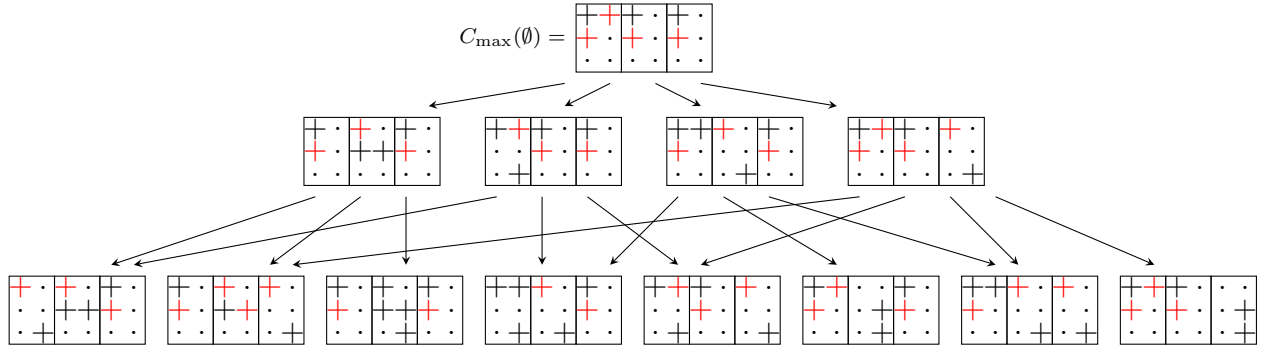 C_max(∅) =